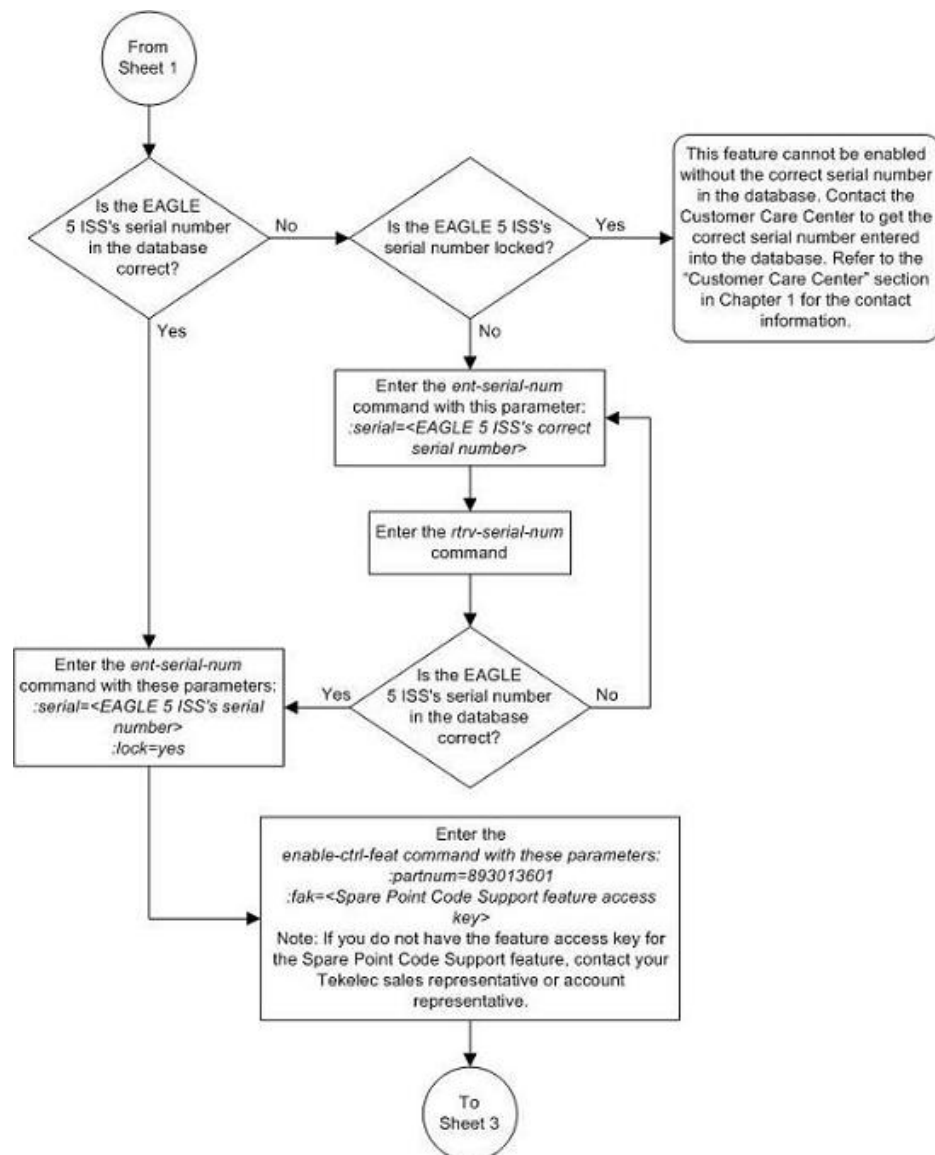 From
Sheet 1
Is the EAGLE
5 ISS's serial number
in the database
correct?
No
Is the EAGLE 5 ISS's
serial number locked?
Yes
This feature cannot be enabled
without the correct serial number
in the database. Contact the
Customer Care Center to get the
correct serial number entered
into the database. Refer to the
"Customer Care Center" section
in Chapter 1 for the contact
information.
Yes
No
Enter the ent-serial-num
command with this parameter:
:serial=<EAGLE 5 ISS's correct
serial number>
Enter the rtrv-serial-num
command
Is the EAGLE
5 ISS's serial number
in the database
correct?
Yes
No
Enter the ent-serial-num
command with these parameters:
:serial=<EAGLE 5 ISS's serial
number>
:lock=yes
Enter the
enable-ctrl-feat command with these parameters:
:partnum=893013601
:fak=<Spare Point Code Support feature access
key>
Note: If you do not have the feature access key for
the Spare Point Code Support feature, contact your
Tekelec sales representative or account
representative.
To
Sheet 3